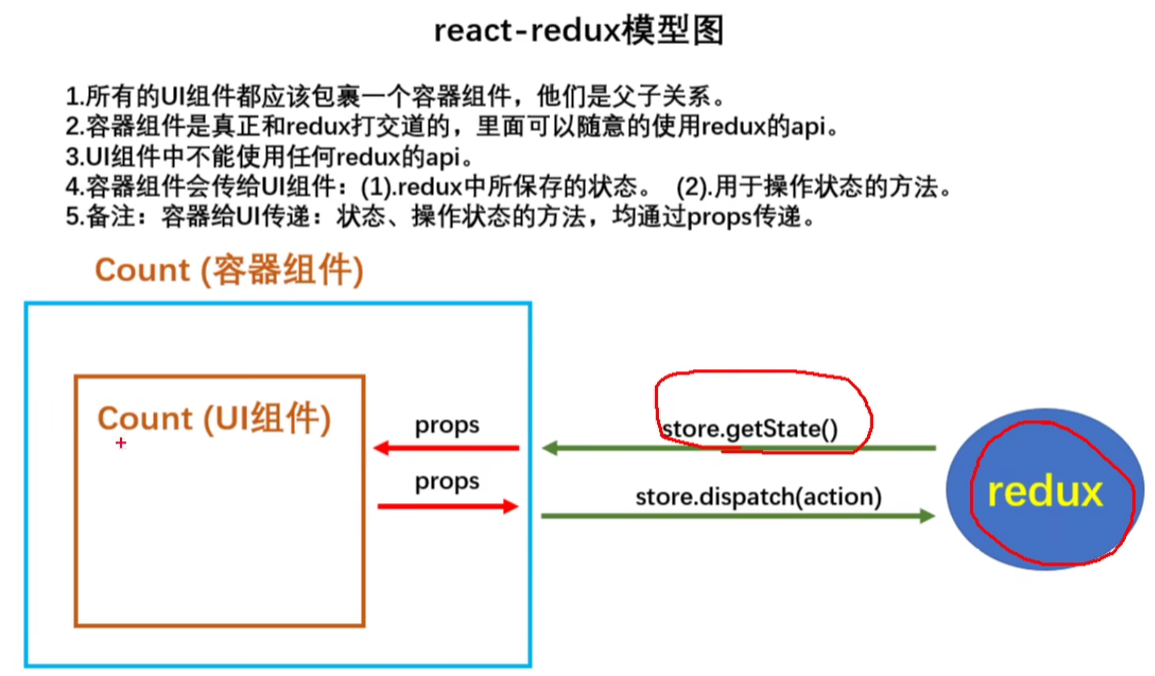 react-redux模型图
1.所有的UI组件都应该包裹一个容器组件，他们是父子关系。
2.容器组件是真正和redux打交道的，里面可以随意的使用redux的api。
3.UI组件中不能使用任何redux的api。
4.容器组件会传给UI组件：(1).redux中所保存的状态。 (2).用于操作状态的方法。
5.备注：容器给UI传递：状态、操作状态的方法，均通过props传递。
Count (容器组件)
Count (UI组件)
props
props
store.getState()
store.dispatch(action)
redux